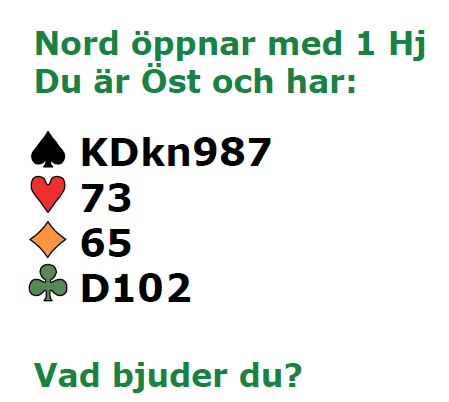 Nord öppnar med 1 Hj
Du är Öst och har:
♠ KDkn987
♥ 73
♦ 65
♣ D102
Vad bjuder du?